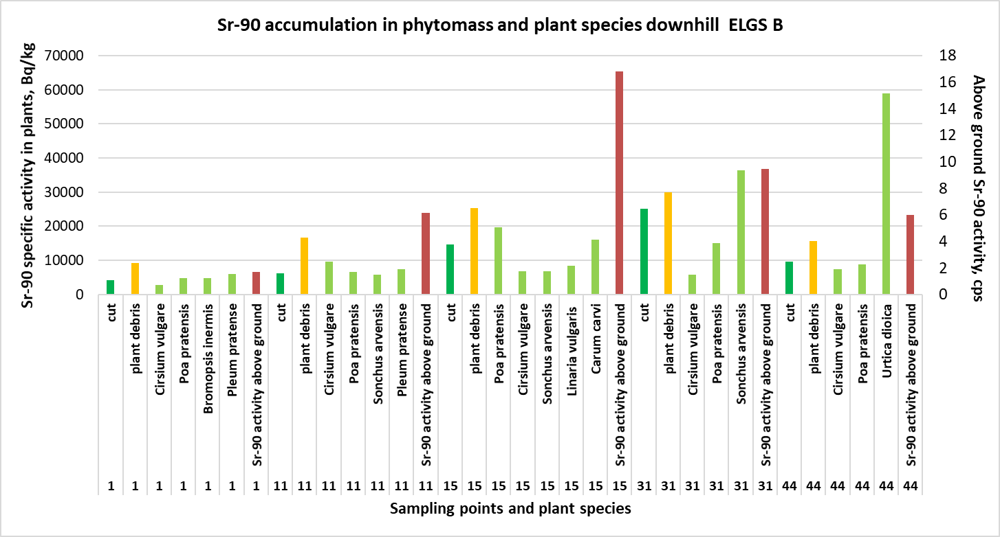 Sr-90 accumulation in phytomass and plant species downhill ELGS B
Sr-90 specific activity in plants, Bq/kg
70000
60000
50000
40000
30000
20000
10000
0
18
16
14
12
10
8
6
4
2
0
Above ground Sr-90 activity, cps
cut
plant debris
Cirsium vulgare
Poa pratensis
Bromopsis inermis
Pleum pratense
Sr-90 activity above ground
cut
plant debris
Cirsium vulgare
Poa pratensis
Sonchus arvensis
Pleum pratense
Sr-90 activity above ground
cut
plant debris
Poa pratensis
Cirsium vulgare
Sonchus arvensis
Linaria vulgaris
Carum carvi
Sr-90 activity above ground
cut
plant debris
Cirsium vulgare
Poa pratensis
Sonchus arvensis
Sr-90 activity above ground
cut
plant debris
Cirsium vulgare
Poa pratensis
Urtica dioica
Sr-90 activity above ground
1 1 1 1 1 1 1 11 11 11 11 11 11 11 15 15 15 15 15 15 15 15 31 31 31 31 31 31 44 44 44 44 44 44
Sampling points and plant species